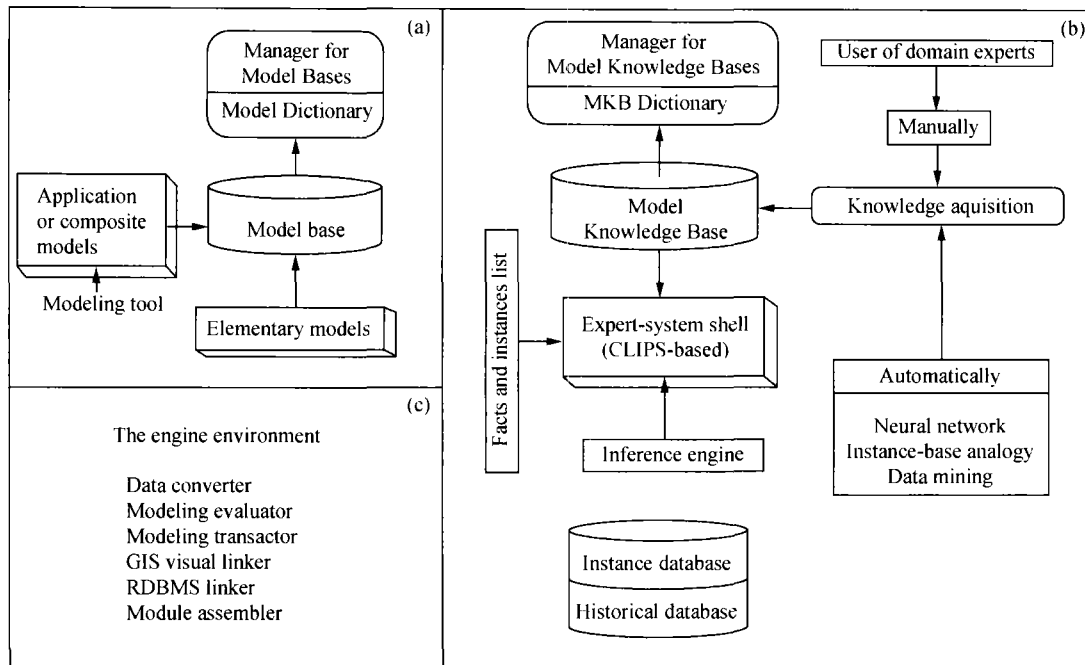 (a)
Manager for
Model Bases
Model Dictionary
Application
or composite
models
Model base
Modeling tool
Elementary models
(b)
Manager for
Model Knowledge Bases
MKB Dictionary
User of domain experts
Manually
Knowledge aquisition
Model
Knowledge Base
Facts and instances list
Expert-system shell
(CLIPS-based)
Inference engine
Automatically
Neural network
Instance-base analogy
Data mining
Instance database
Historical database
(c)
The engine environment
Data converter
Modeling evaluator
Modeling transactor
GIS visual linker
RDBMS linker
Module assembler